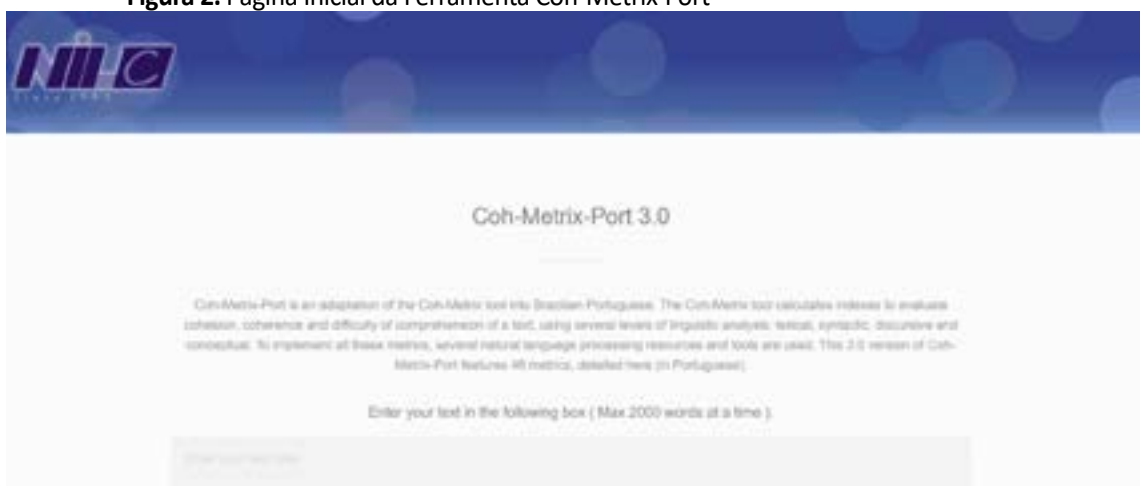 Figura 2. Página Inicial da Ferramenta Coh-Metrix-Port
NILC
Since 1993
Coh-Metrix-Port 3.0
Coh-Metrix-Port is an adaptation of the Coh-Metrix tool into Brazilian Portuguese. The Coh-Metrix tool calculates indexes to evaluate
cohesion, coherence and difficulty of comprehension of a text, using several levels of linguistic analysis: lexical, syntactic, discursive and
conceptual. To implement all these metrics, several natural language processing resources and tools are used. This 3.0 version of Coh-
Metrix-Port features 48 metrics, detailed here (in Portuguese).
Enter your text in the following box ( Max 2000 words at a time ).
Enter your text here